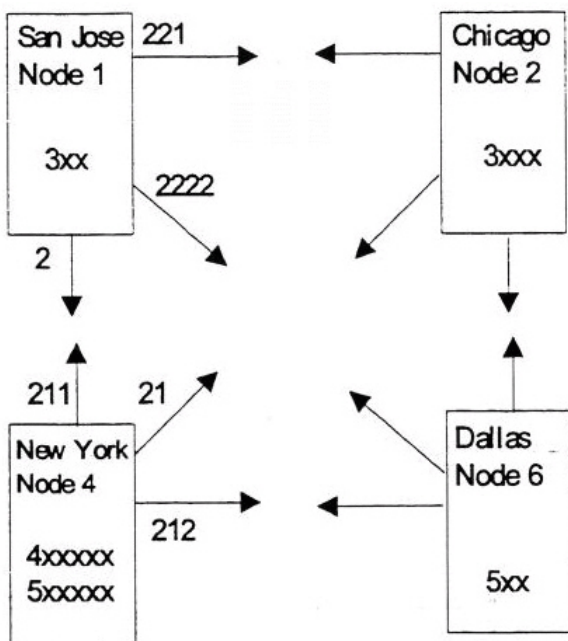 San Jose
Node 1
3xx
221
2222
2
Chicago
Node 2
3xxx
211
21
212
New York
Node 4
4xxxxx
5xxxxx
Dallas
Node 6
5xx